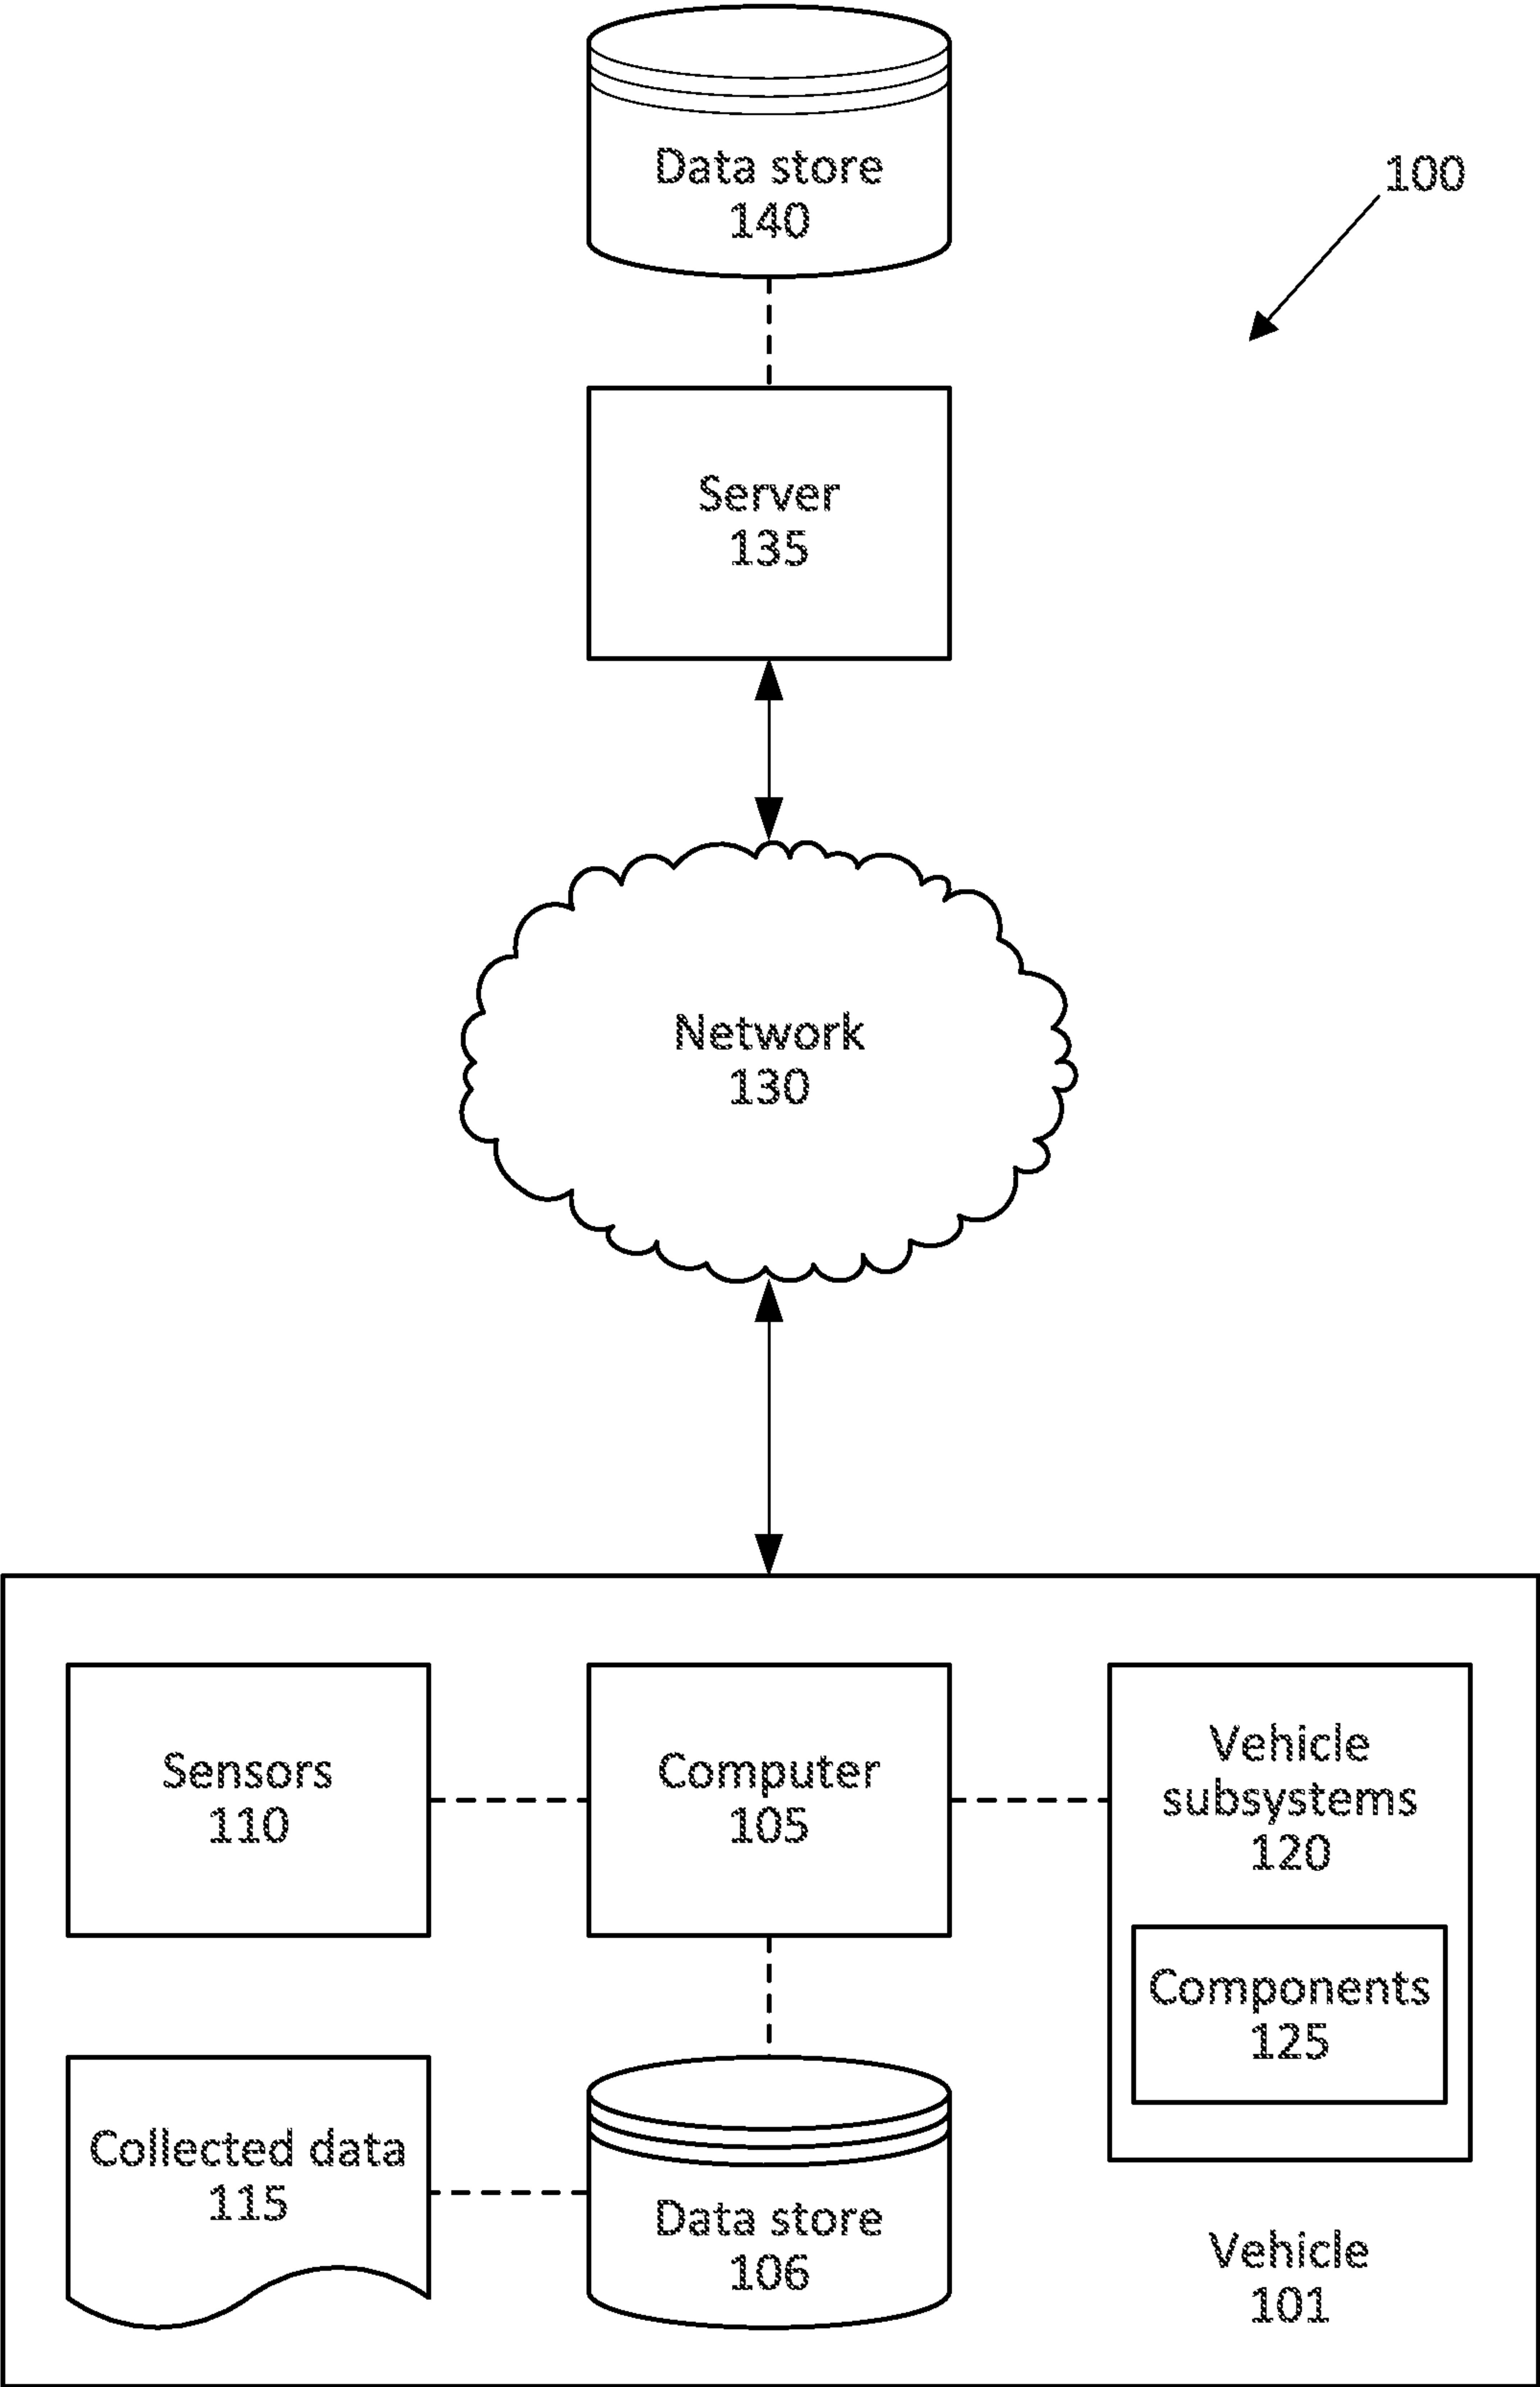 Data store
140
100
Server
135
Network
130
Sensors
110
Computer
105
Vehicle
subsystems
120
Components
125
Collected data
115
Data store
106
Vehicle
101